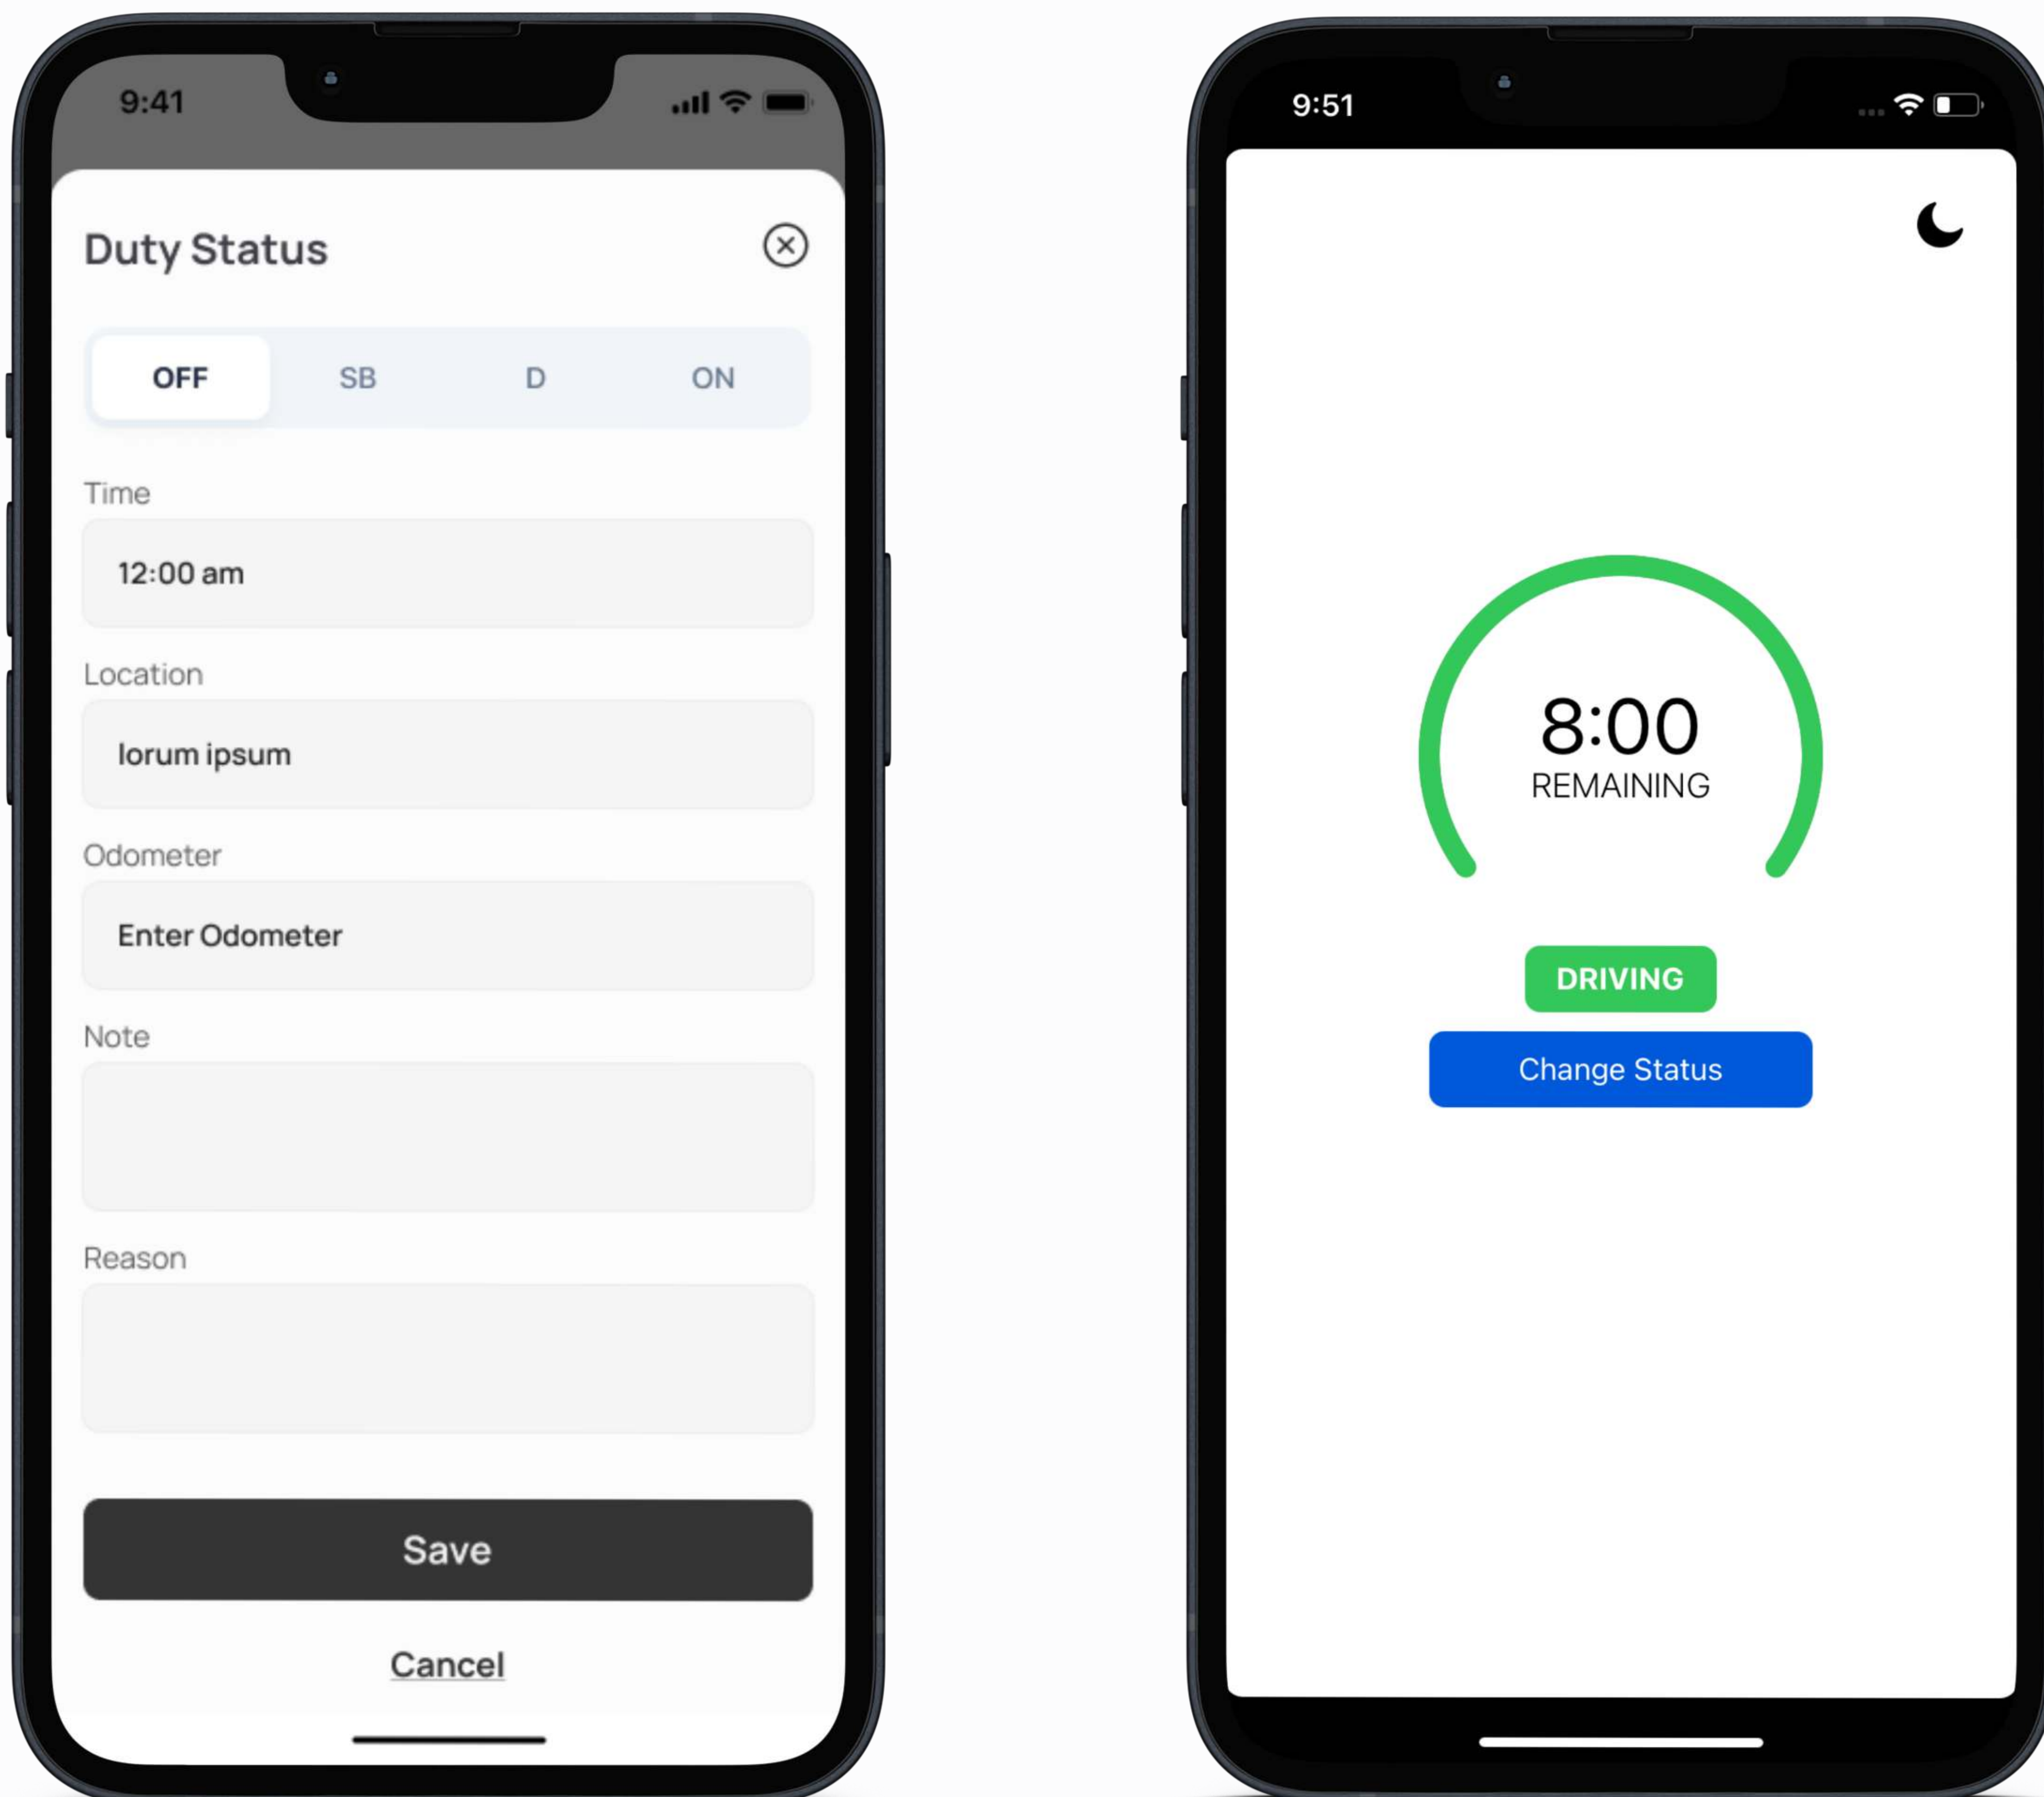 9:41
Duty Status
OFF SB D ON
Time
12:00 am
Location
lorum ipsum
Odometer
Enter Odometer
Note
Reason
Save
Cancel
9:51
8:00
REMAINING
DRIVING
Change Status